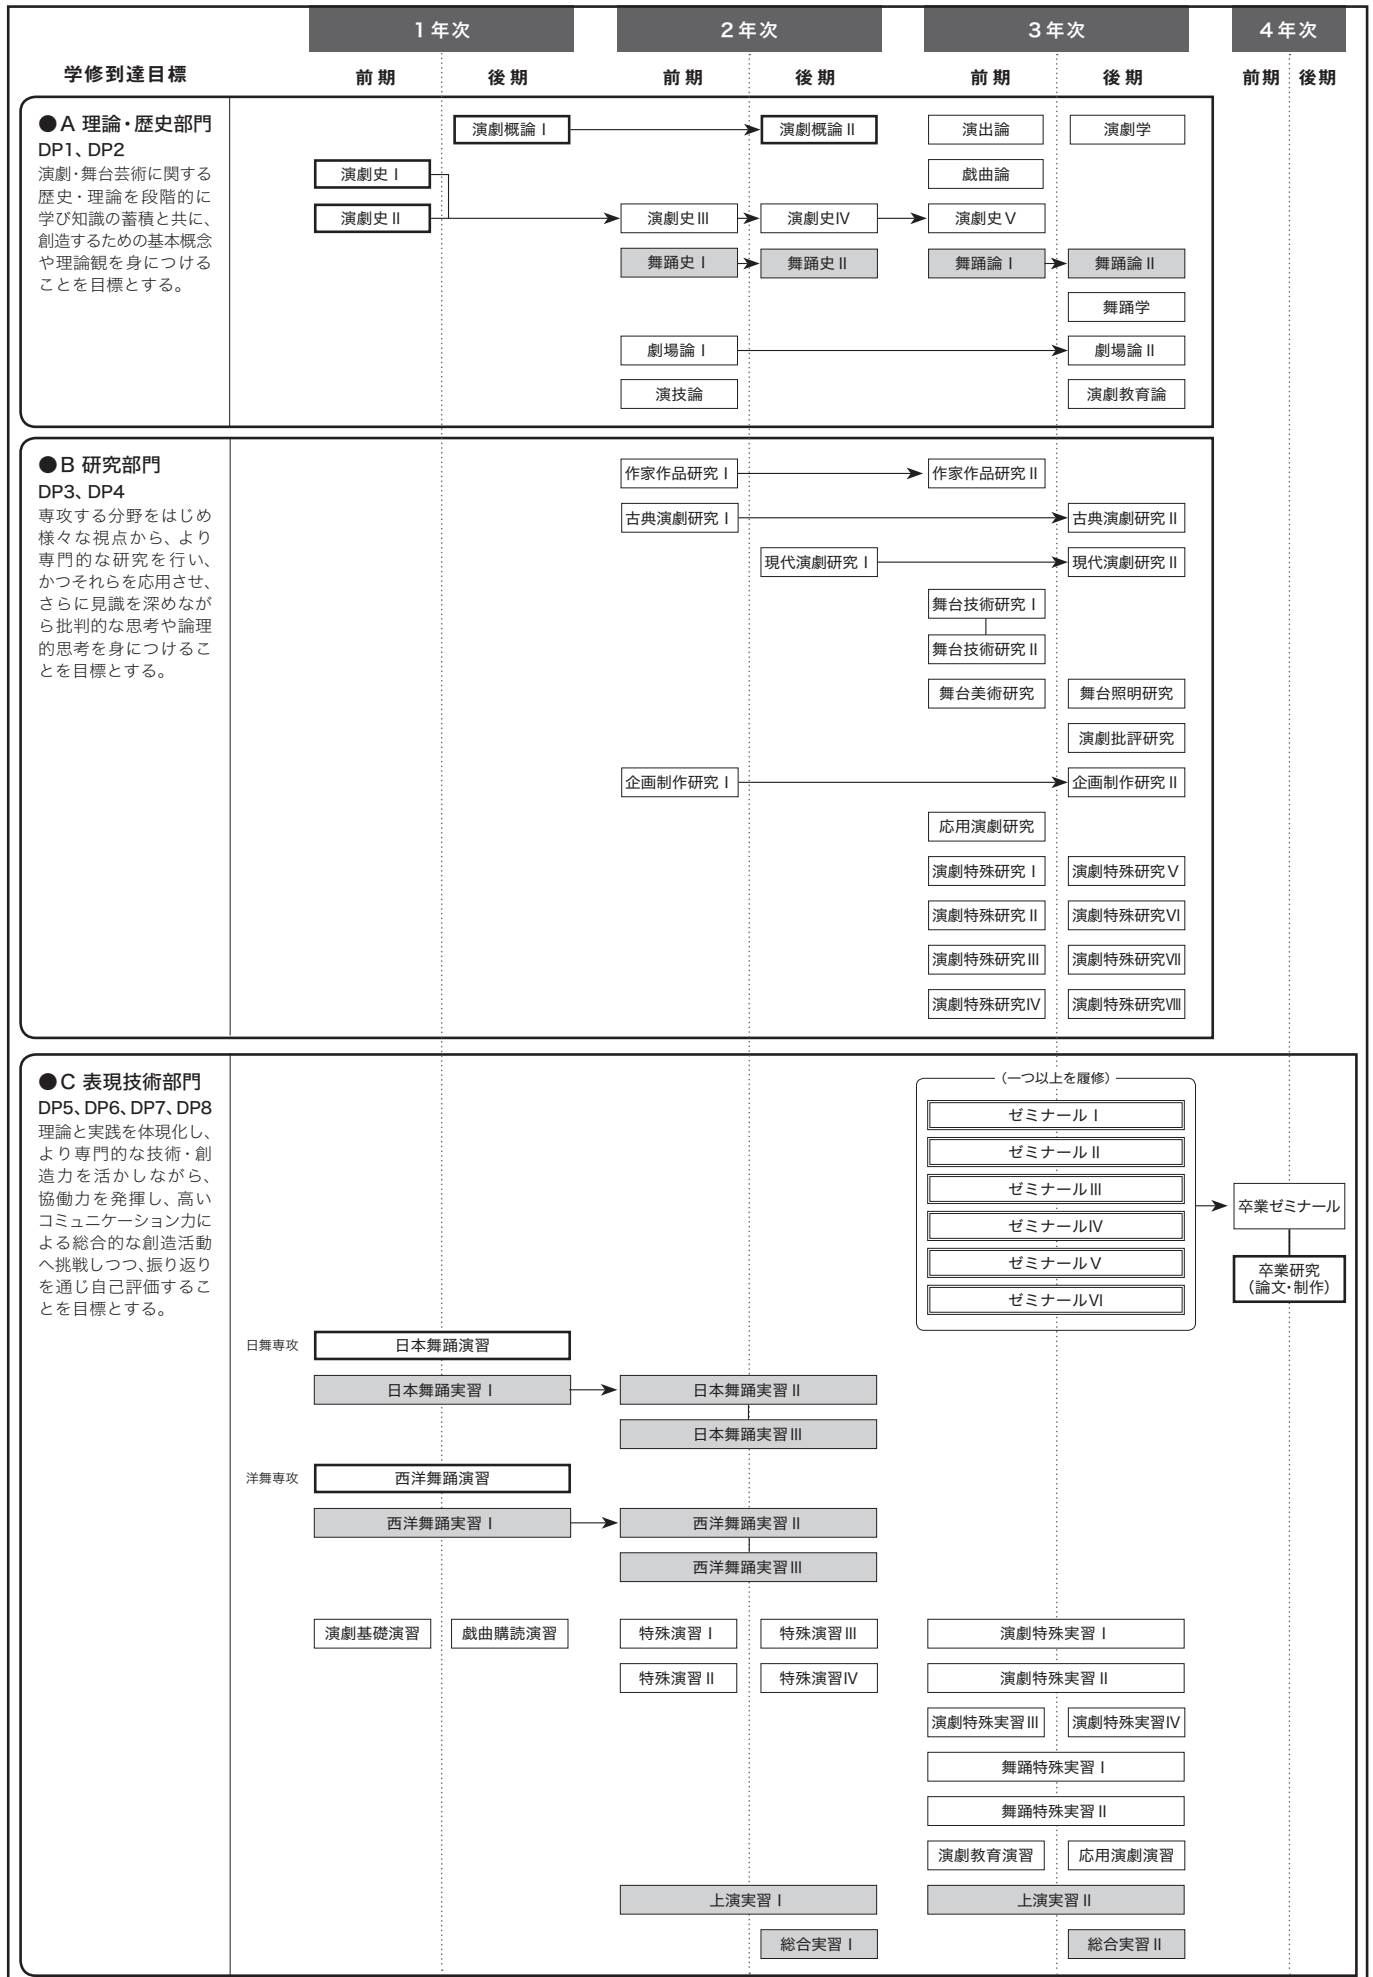 1年次 2年次 3年次 4年次
学修到達目標 前期 後期 前期 後期 前期 後期 前期 後期
●A 理論・歴史部門
DP1、DP2
演劇・舞台芸術に関する
歴史・理論を段階的に
学び知識の蓄積と共に、
創造するための基本概念
や理論観を身につける
ことを目標とする。
演劇概論Ⅰ 演劇概論Ⅱ 演出論 演劇学
演劇史Ⅰ 戯曲論
演劇史Ⅱ 演劇史Ⅲ 演劇史Ⅳ 演劇史Ⅴ
舞踊史Ⅰ 舞踊史Ⅱ 舞踊論Ⅰ 舞踊論Ⅱ
舞踊学
劇場論Ⅰ 劇場論Ⅱ
演技論 演劇教育論
●B 研究部門
DP3、DP4
専攻する分野をはじめ
様々な視点から、より
専門的な研究を行い、
かつそれらを応用させ、
さらに見識を深めなが
ら批判的な思考や論理
的思考を身につけるこ
とを目標とする。
作家作品研究Ⅰ 作家作品研究Ⅱ
古典演劇研究Ⅰ 古典演劇研究Ⅱ
現代演劇研究Ⅰ 現代演劇研究Ⅱ
舞台技術研究Ⅰ
舞台技術研究Ⅱ
舞台美術研究 舞台照明研究
演劇批評研究
企画制作研究Ⅰ 企画制作研究Ⅱ
応用演劇研究
演劇特殊研究Ⅰ 演劇特殊研究Ⅴ
演劇特殊研究Ⅱ 演劇特殊研究Ⅵ
演劇特殊研究Ⅲ 演劇特殊研究Ⅶ
演劇特殊研究Ⅳ 演劇特殊研究Ⅷ
●C 表現技術部門
DP5、DP6、DP7、DP8
理論と実践を体現化し、
より専門的な技術・創
造力を活かしながら、
協働力を発揮し、高い
コミュニケーション力に
よる総合的な創造活動
へ挑戦しつつ、振り返り
を通じ自己評価するこ
とを目標とする。
（一つ以上を履修）
ゼミナールⅠ
ゼミナールⅡ
ゼミナールⅢ
ゼミナールⅣ
ゼミナールⅤ
ゼミナールⅥ
卒業ゼミナール
卒業研究
（論文・制作）
日舞専攻 日本舞踊演習
日本舞踊実習Ⅰ 日本舞踊実習Ⅱ
日本舞踊実習Ⅲ
洋舞専攻 西洋舞踊演習
西洋舞踊実習Ⅰ 西洋舞踊実習Ⅱ
西洋舞踊実習Ⅲ
演劇基礎演習 戯曲購読演習 特殊演習Ⅰ 特殊演習Ⅲ 演劇特殊実習Ⅰ
特殊演習Ⅱ 特殊演習Ⅳ 演劇特殊実習Ⅱ
演劇特殊実習Ⅲ 演劇特殊実習Ⅳ
舞踊特殊実習Ⅰ
舞踊特殊実習Ⅱ
演劇教育演習 応用演劇演習
上演実習Ⅰ 上演実習Ⅱ
総合実習Ⅰ 総合実習Ⅱ